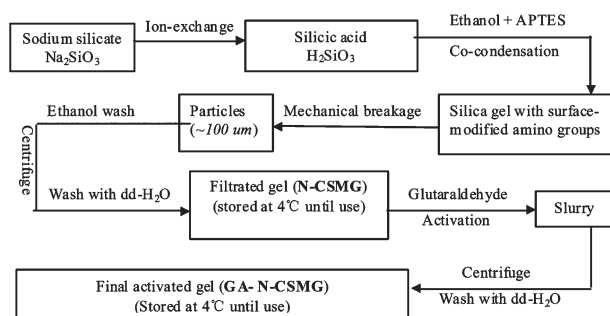 Sodium silicate
Na2SiO3
Ion-exchange
Silicic acid
H2SiO3
Ethanol + APTES
Co-condensation
Silica gel with surface-
modified amino groups
Mechanical breakage
Particles
(~100 um)
Ethanol wash
Centrifuge
Wash with dd-H2O
Filtrated gel (N-CSMG)
(stored at 4℃ until use)
Glutaraldehyde
Activation
Slurry
Centrifuge
Wash with dd-H2O
Final activated gel (GA- N-CSMG)
(Stored at 4℃ until use)